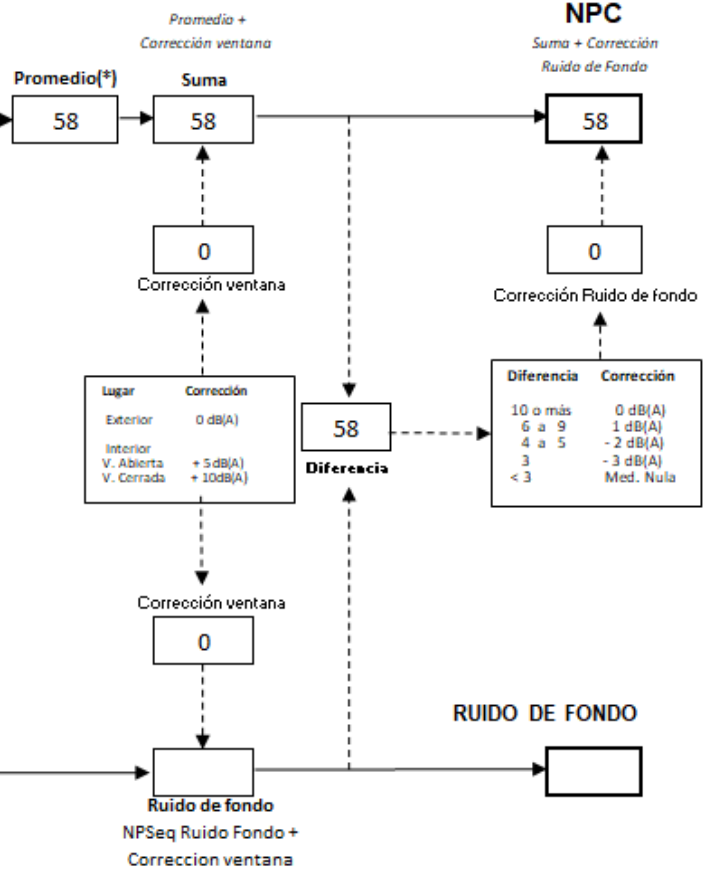 Promedio +
Corrección ventana
NPC
Suma + Corrección
Ruido de Fondo
Promedio(*)
Suma
58
58
58
0
Corrección ventana
0
Corrección Ruido de fondo
Lugar Corrección
Exterior 0 dB(A)
Interior
V. Abierta + 5dB(A)
V. Cerrada + 10dB(A)
58
Diferencia
Diferencia Corrección
10 o más 0 dB(A)
6 a 9 1 dB(A)
4 a 5 - 2 dB(A)
3 - 3 dB(A)
< 3 Med. Nula
Corrección ventana
0
RUIDO DE FONDO
Ruido de fondo
NPSeq Ruido Fondo +
Correccion ventana